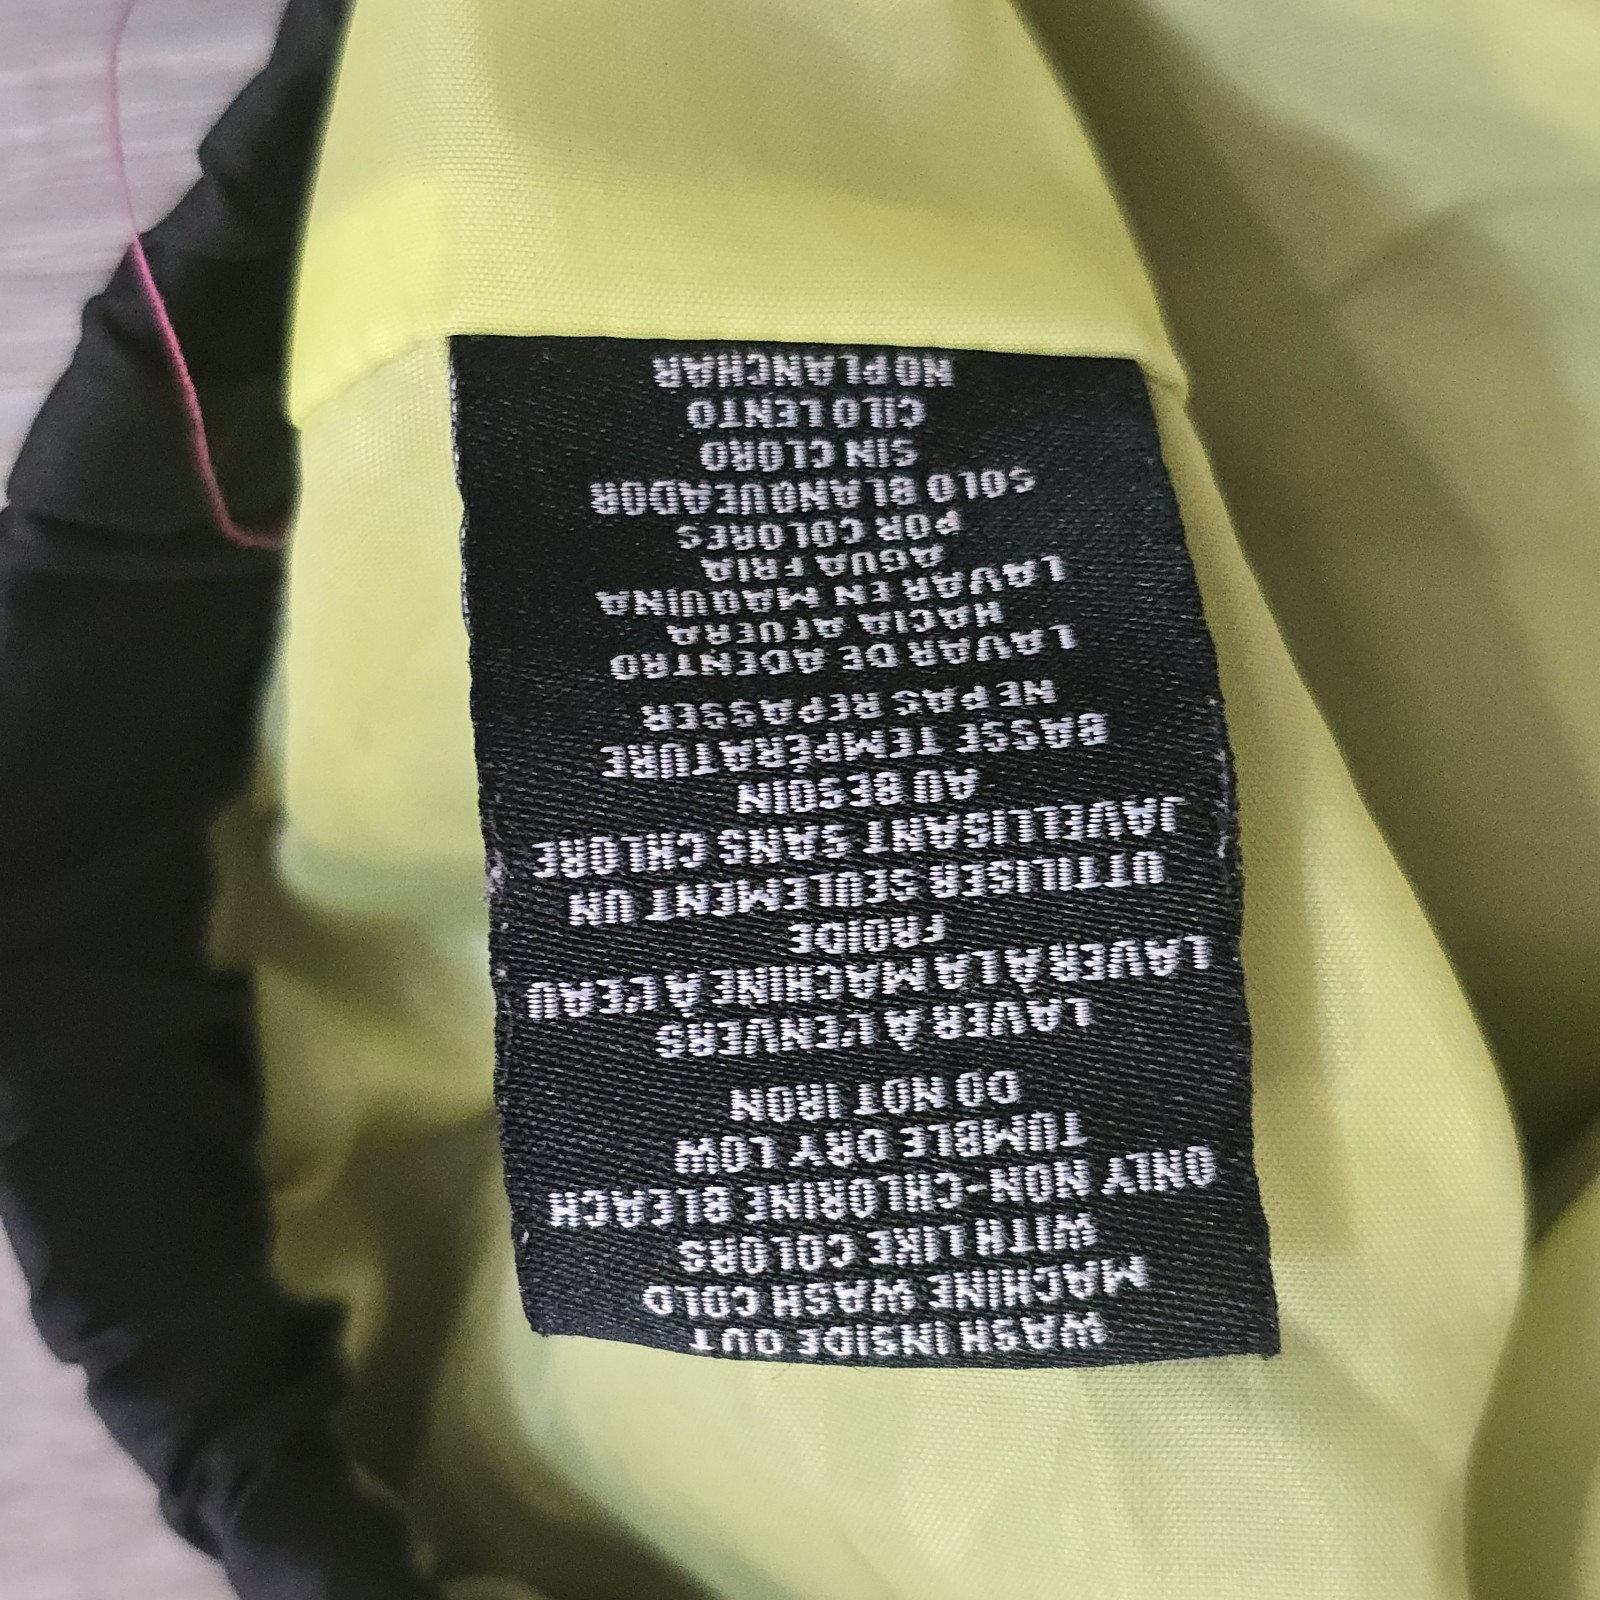 WASH INSIDE OUT
MACHINE WASH COLD
WITH LIKE COLORS
ONLY NON-CHLORINE BLEACH
TUMBLE DRY LOW
DO NOT IRON
LAVER À L'ENVERS
LAVER À LA MACHINE À L'EAU
FROIDE
UTTILISER SEULEMENT UN
JAVELLISANT SANS CHLORE
AU BESOIN
BASSE TEMPÉRATURE
NE PAS REPASSER
LAVAR DE ADENTRO
HACIA AFUERA
LAVAR EN MAQUINA
AGUA FRIA
POR COLORES
SOLO BLANQUEADOR
SIN CLORO
CILO LENTO
NO PLANCHAR